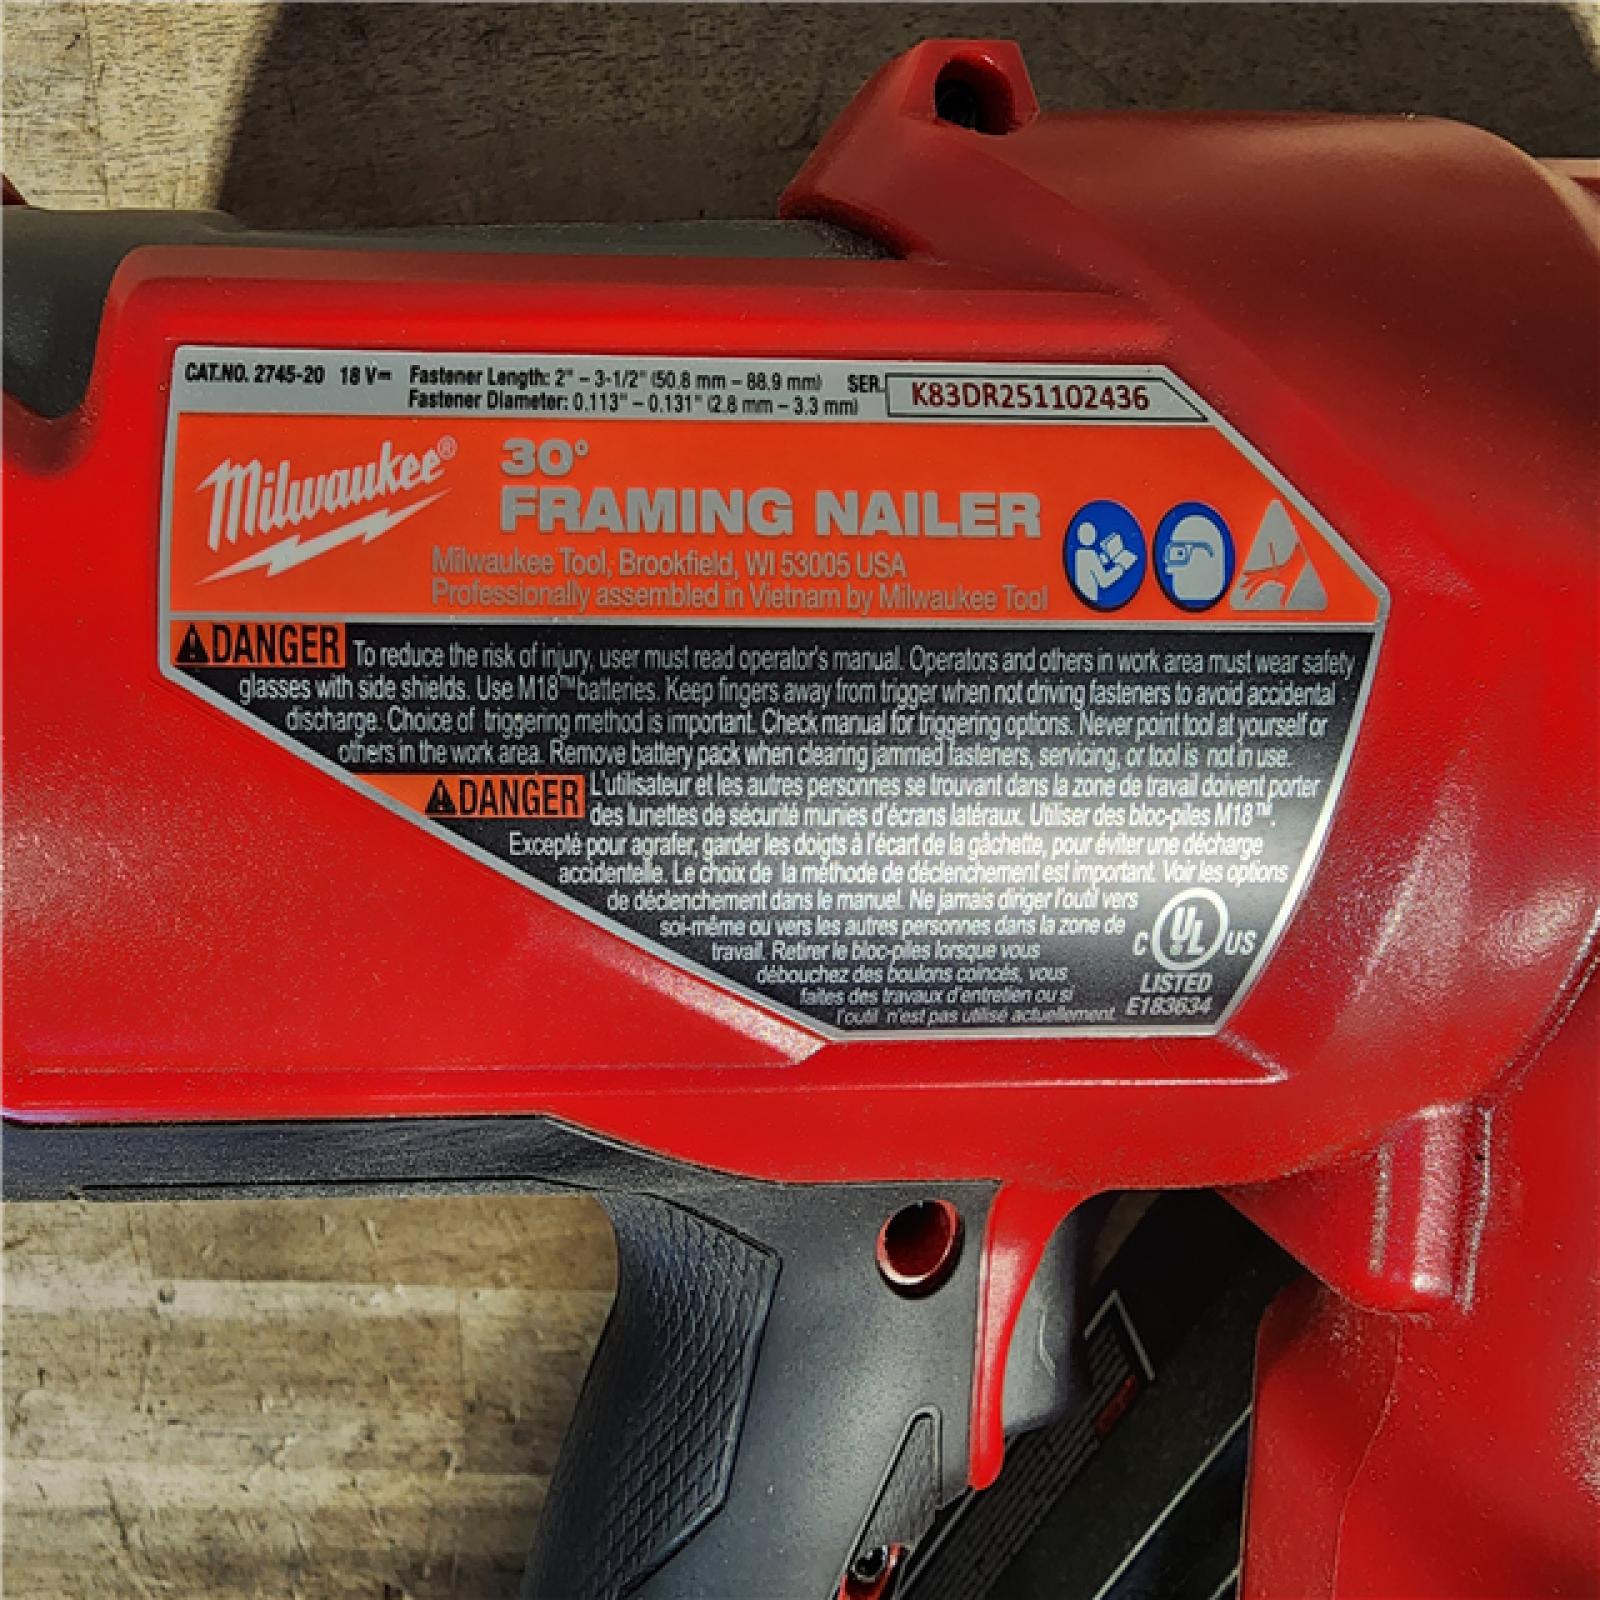 CAT.NO. 2745-20 18 V⎓ Fastener Length: 2" – 3-1/2" (50.8 mm – 88.9 mm) SER. K83DR251102436
Fastener Diameter: 0.113" – 0.131" (2.8 mm – 3.3 mm)
Milwaukee®
30°
FRAMING NAILER
Milwaukee Tool, Brookfield, WI 53005 USA
Professionally assembled in Vietnam by Milwaukee Tool
⚠DANGER To reduce the risk of injury, user must read operator's manual. Operators and others in work area must wear safety
glasses with side shields. Use M18™ batteries. Keep fingers away from trigger when not driving fasteners to avoid accidental
discharge. Choice of triggering method is important. Check manual for triggering options. Never point tool at yourself or
others in the work area. Remove battery pack when clearing jammed fasteners, servicing, or tool is not in use.
⚠DANGER L'utilisateur et les autres personnes se trouvant dans la zone de travail doivent porter
des lunettes de sécurité munies d'écrans latéraux. Utiliser des bloc-piles M18™.
Excepté pour agrafer, garder les doigts à l'écart de la gâchette, pour éviter une décharge
accidentelle. Le choix de la méthode de déclenchement est important. Voir les options
de déclenchement dans le manuel. Ne jamais diriger l'outil vers
soi-même ou vers les autres personnes dans la zone de
travail. Retirer le bloc-piles lorsque vous
débouchez des boulons coincés, vous
faites des travaux d'entretien ou si
l'outil n'est pas utilisé actuellement.
C UL US
LISTED
E183634